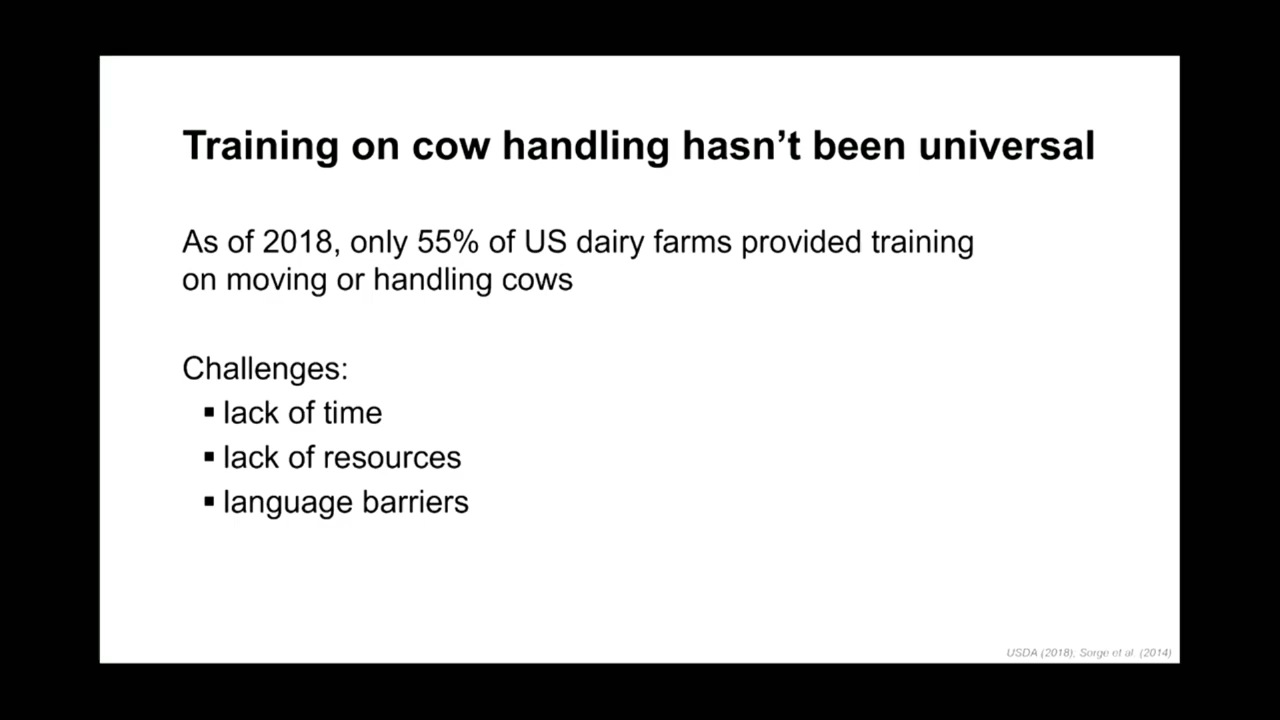 Training on cow handling hasn’t been universal
As of 2018, only 55% of US dairy farms provided training
on moving or handling cows
Challenges:
▪ lack of time
▪ lack of resources
▪ language barriers
USDA (2018); Sorge et al. (2014)